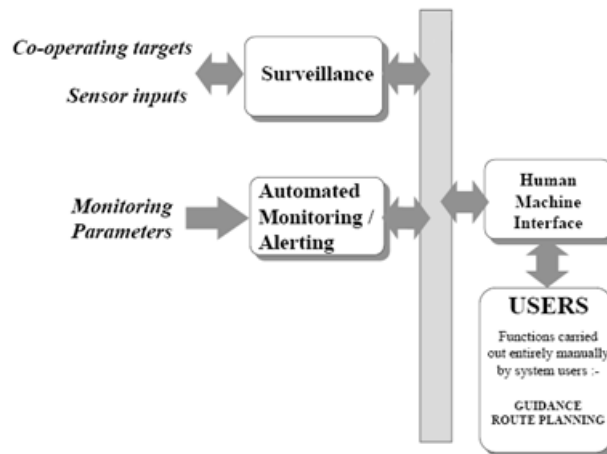 Co-operating targets
Sensor inputs
Surveillance
Monitoring
Parameters
Automated
Monitoring /
Alerting
Human
Machine
Interface
USERS
Functions carried
out entirely manually
by system users :-
GUIDANCE
ROUTE PLANNING